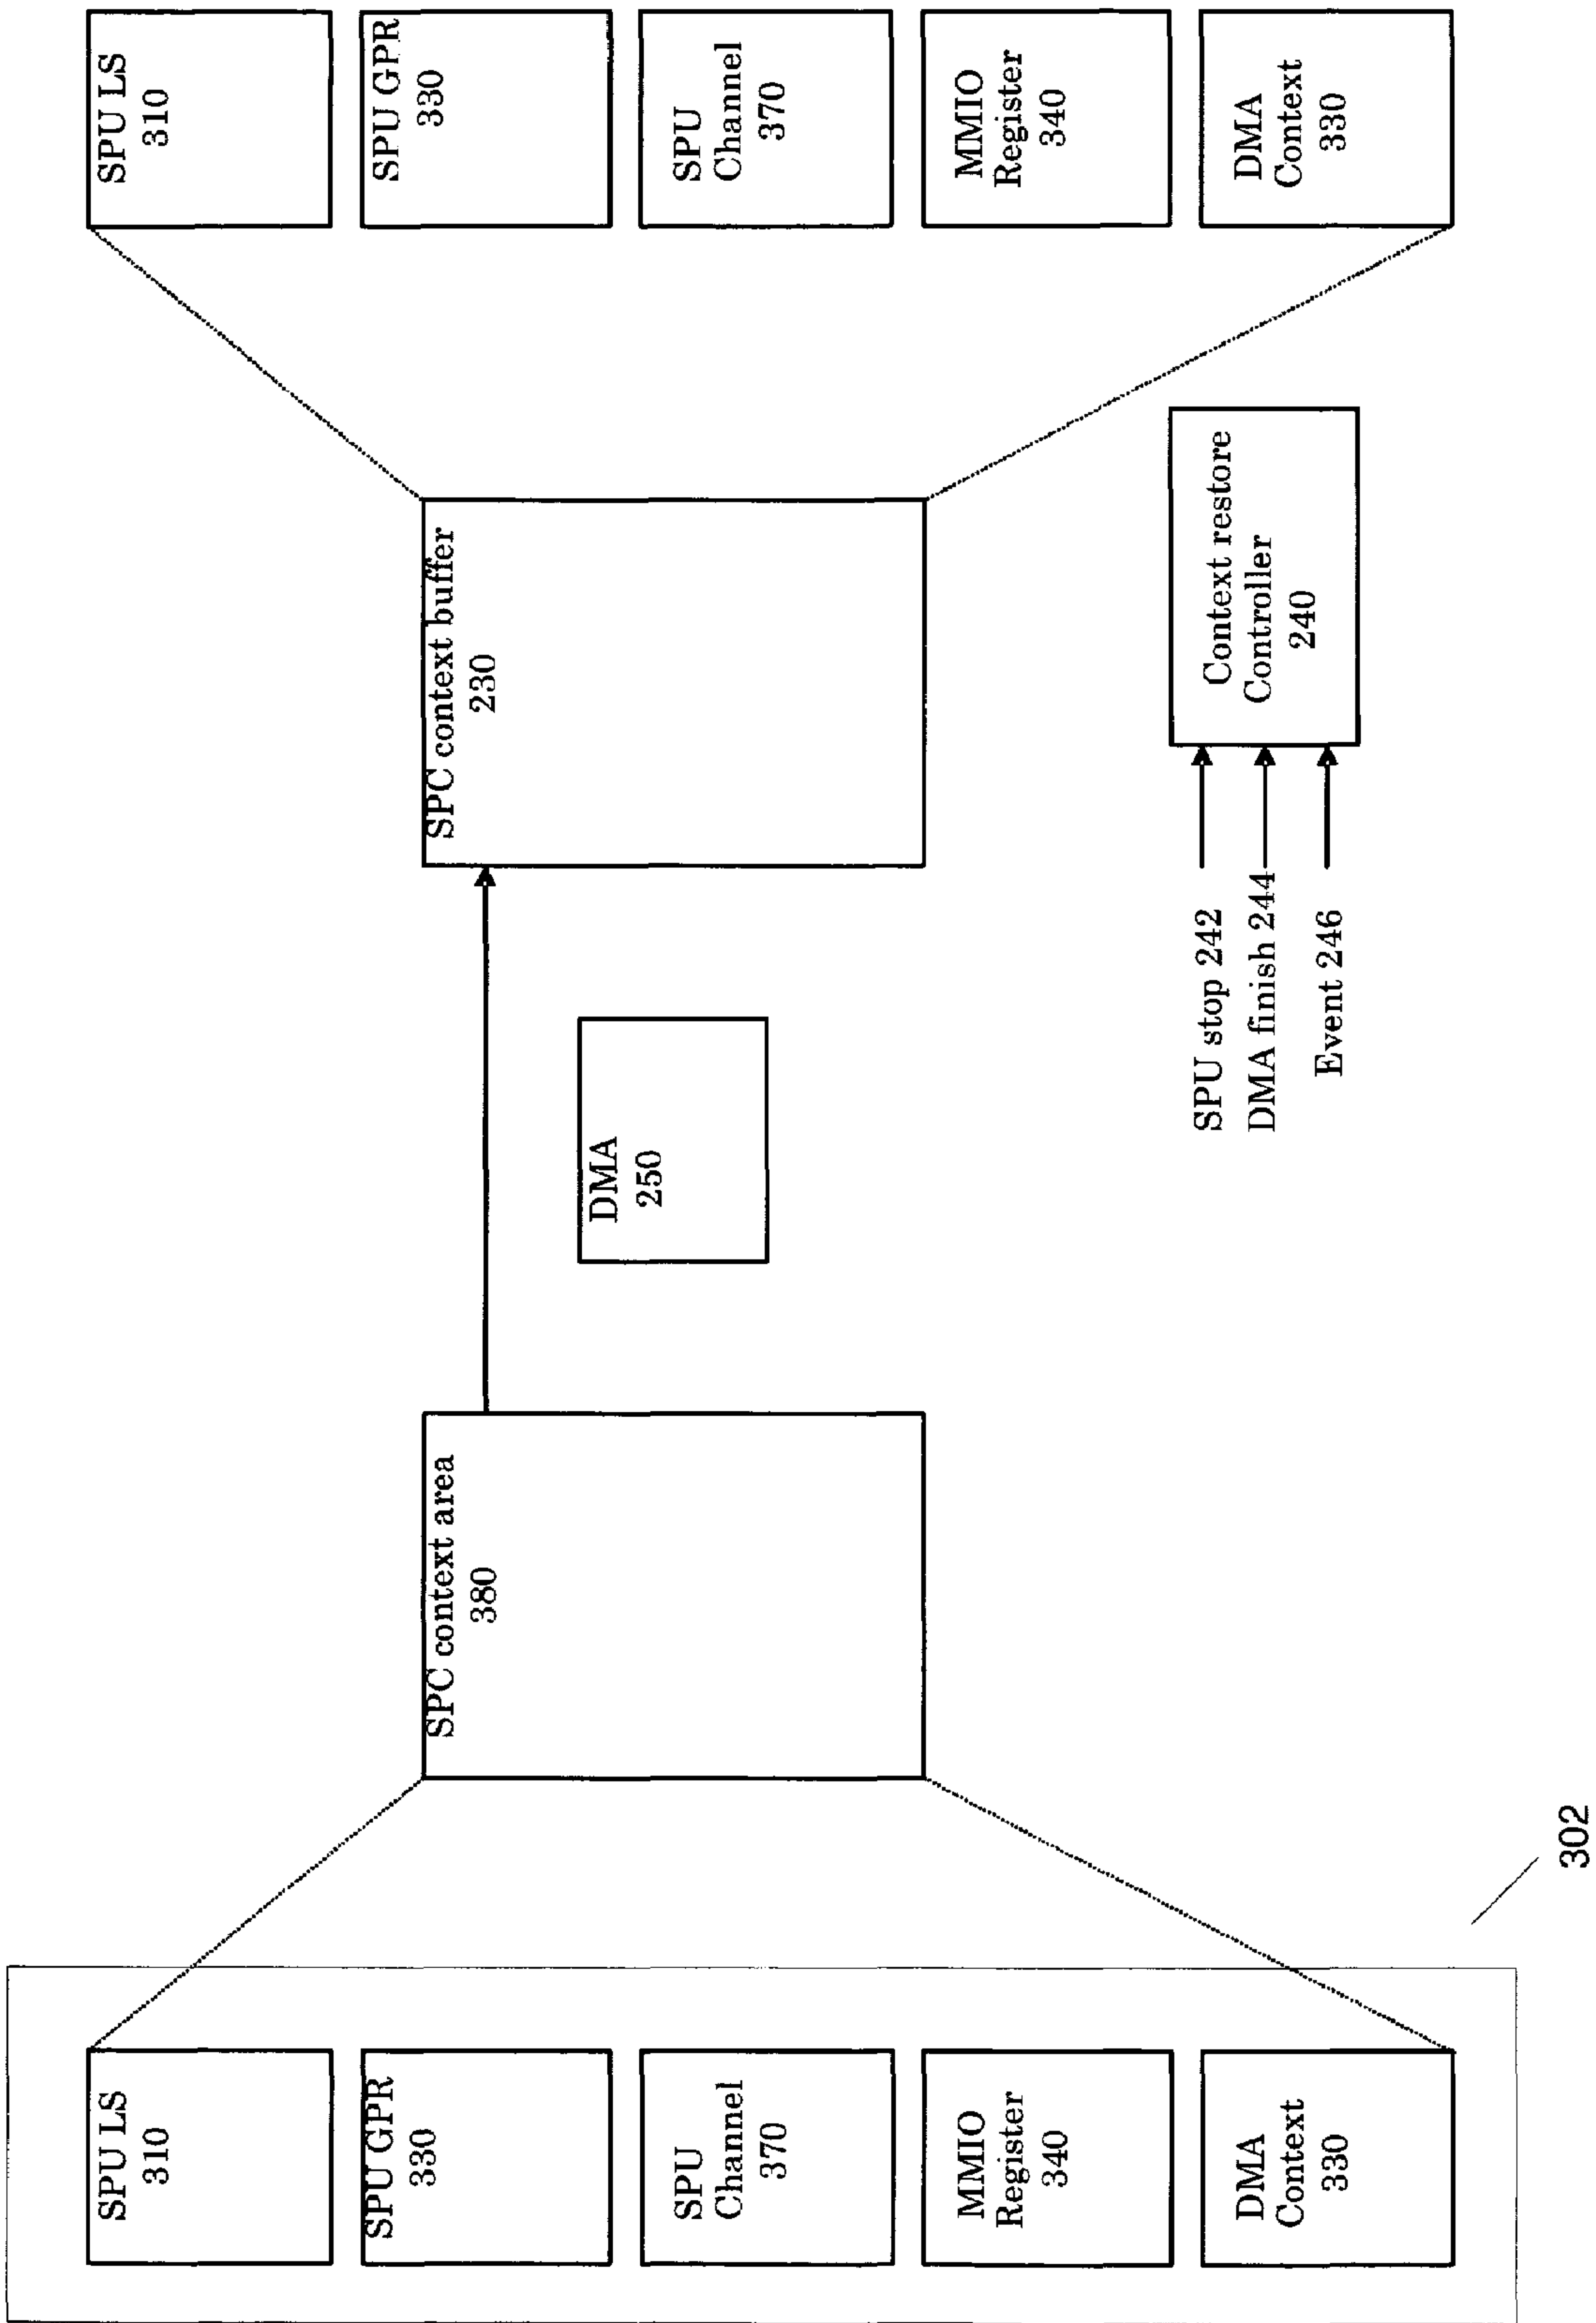 SPU LS
310
SPU GPR
330
SPU
Channel
370
MMIO
Register
340
DMA
Context
330
302
SPC context area
380
DMA
250
SPC context buffer
230
SPU stop 242
DMA finish 244
Event 246
Context restore
Controller
240
SPU LS
310
SPU GPR
330
SPU
Channel
370
MMIO
Register
340
DMA
Context
330